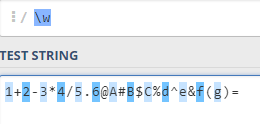 / \w
TEST STRING
1+2-3*4/5.6@A#B$C%d^e&f(g)=